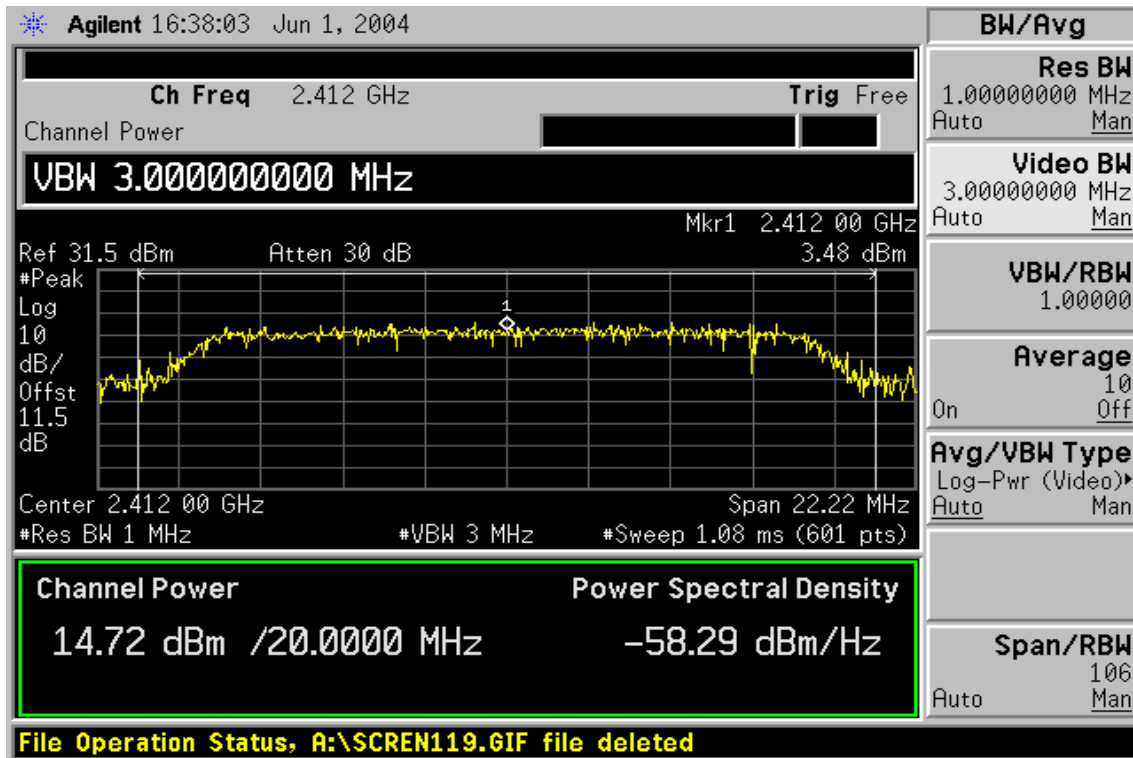 Agilent 16:38:03 Jun 1, 2004
BW/Avg
Ch Freq 2.412 GHz
Trig Free
Channel Power
VBW 3.000000000 MHz
Mkr1 2.412 00 GHz
Ref 31.5 dBm
Atten 30 dB
3.48 dBm
#Peak
Log
10
dB/
Offst
11.5
dB
1
Center 2.412 00 GHz
Span 22.22 MHz
#Res BW 1 MHz
#VBW 3 MHz
#Sweep 1.08 ms (601 pts)
Channel Power
Power Spectral Density
14.72 dBm /20.0000 MHz
-58.29 dBm/Hz
Res BW
1.00000000 MHz
Auto Man
Video BW
3.00000000 MHz
Auto Man
VBW/RBW
1.00000
Average
10
On Off
Avg/VBW Type
Log-Pwr (Video)▸
Auto Man
Span/RBW
106
Auto Man
File Operation Status, A:\SCREN119.GIF file deleted